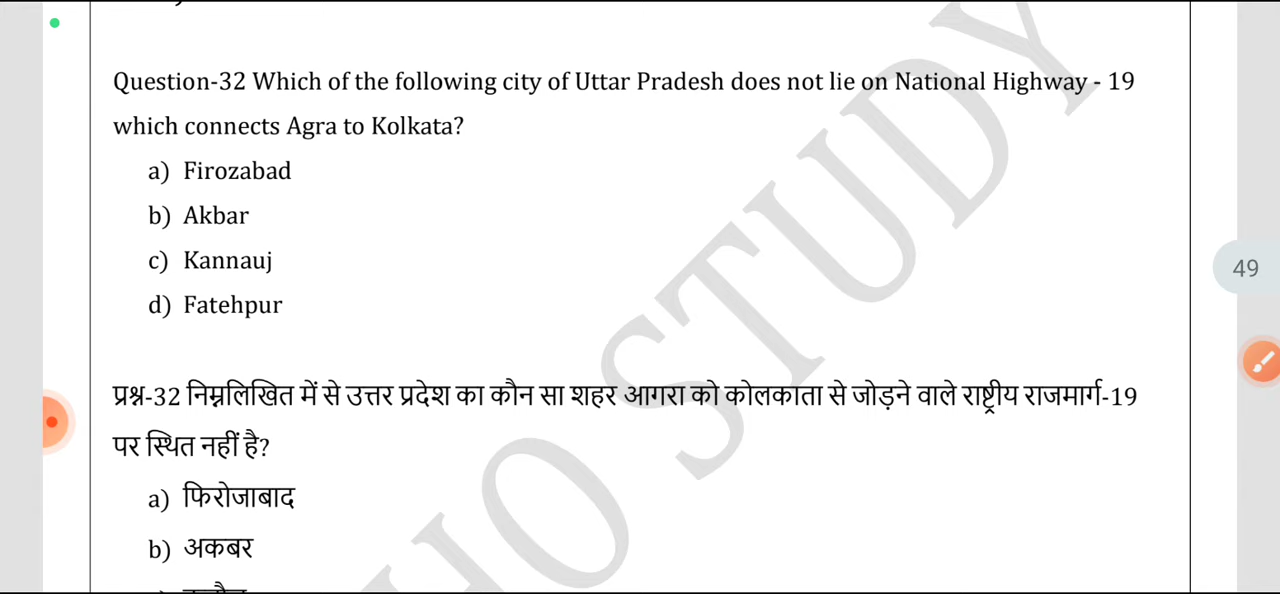 Question-32 Which of the following city of Uttar Pradesh does not lie on National Highway - 19
which connects Agra to Kolkata?
a) Firozabad
b) Akbar
c) Kannauj
d) Fatehpur
49
प्रश्न-32 निम्नलिखित में से उत्तर प्रदेश का कौन सा शहर आगरा को कोलकाता से जोड़ने वाले राष्ट्रीय राजमार्ग-19
पर स्थित नहीं है?
a) फिरोजाबाद
b) अकबर
HO STUDY